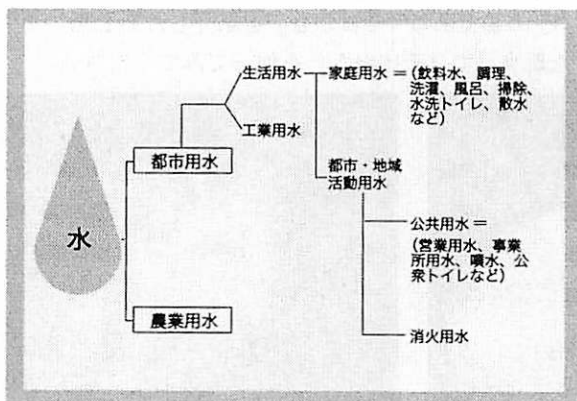 水
都市用水
農業用水
生活用水
工業用水
家庭用水＝(飲料水、調理、
洗濯、風呂、掃除、
水洗トイレ、散水
など)
都市・地域
活動用水
公共用水＝
(営業用水、事業
所用水、噴水、公
衆トイレなど)
消火用水